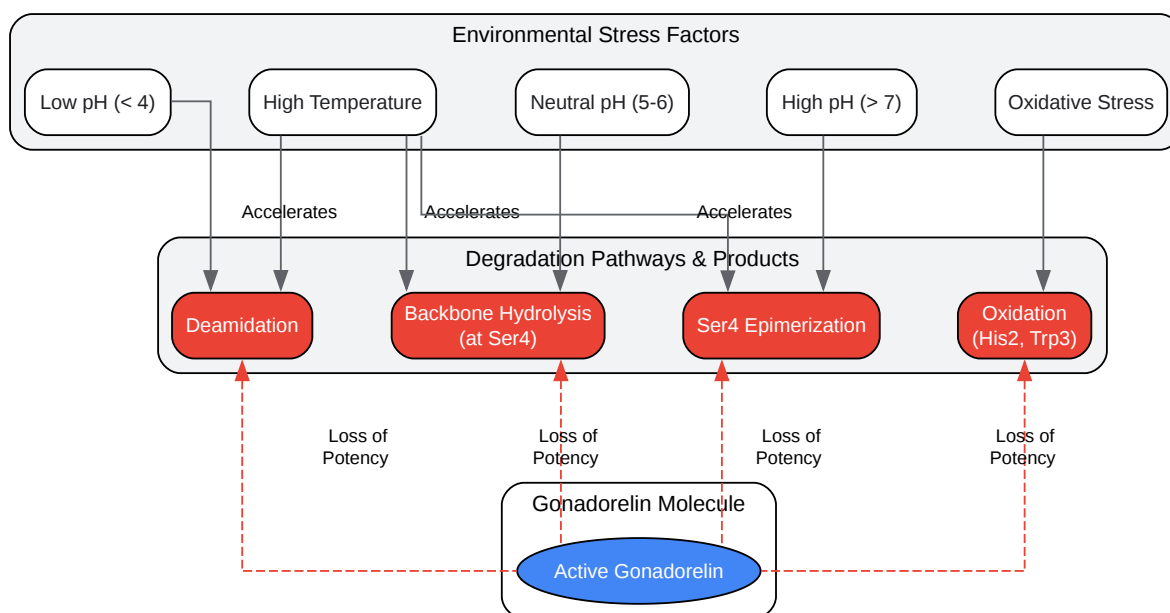 Environmental Stress Factors
Low pH (< 4)
High Temperature
Neutral pH (5-6)
High pH (> 7)
Oxidative Stress
Accelerates
Accelerates
Accelerates
Degradation Pathways & Products
Deamidation
Backbone Hydrolysis
(at Ser4)
Ser4 Epimerization
Oxidation
(His2, Trp3)
Loss of
Potency
Loss of
Potency
Loss of
Potency
Loss of
Potency
Gonadorelin Molecule
Active Gonadorelin